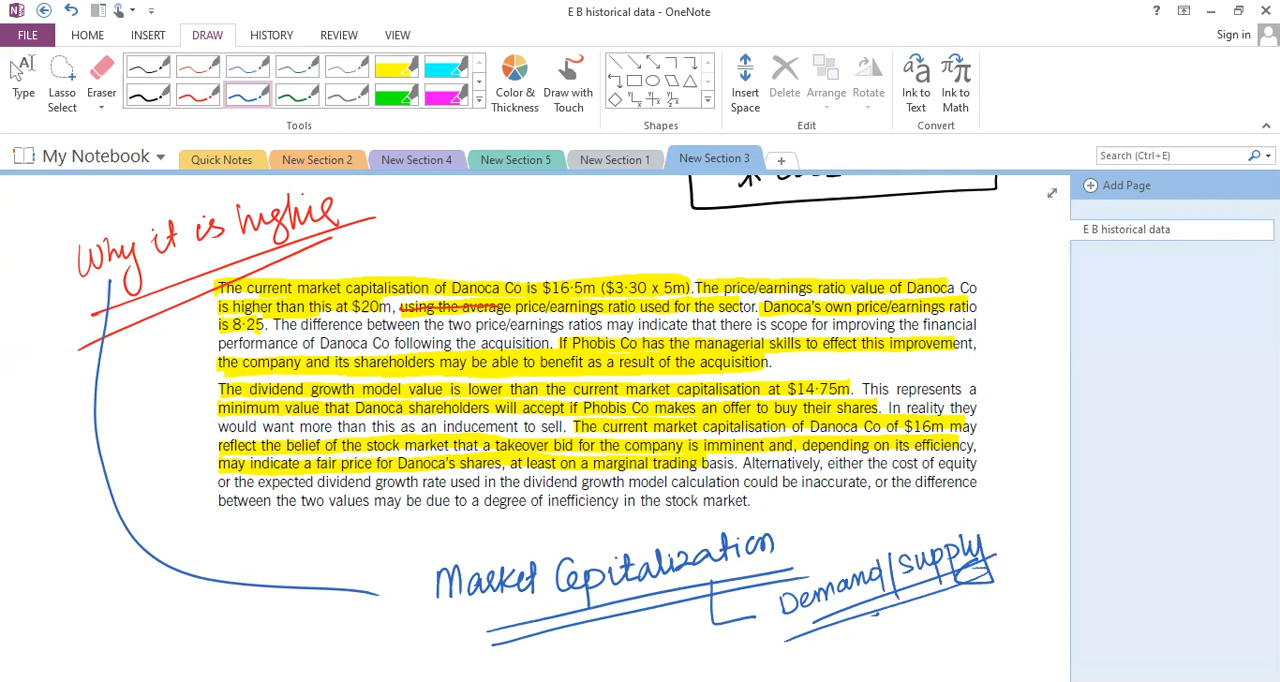 E B historical data - OneNote
?
FILE HOME INSERT DRAW HISTORY REVIEW VIEW
Sign in
Type
Lasso Select
Eraser
Color & Thickness
Draw with Touch
Insert Space
Delete
Arrange
Rotate
Ink to Text
Ink to Math
Tools
Shapes
Edit
Convert
My Notebook
Quick Notes
New Section 2
New Section 4
New Section 5
New Section 1
New Section 3
Search (Ctrl+E)
Add Page
E B historical data
Why it is highe
The current market capitalisation of Danoca Co is $16·5m ($3·30 x 5m). The price/earnings ratio value of Danoca Co
is higher than this at $20m, using the average price/earnings ratio used for the sector. Danoca's own price/earnings ratio
is 8·25. The difference between the two price/earnings ratios may indicate that there is scope for improving the financial
performance of Danoca Co following the acquisition. If Phobis Co has the managerial skills to effect this improvement,
the company and its shareholders may be able to benefit as a result of the acquisition.
The dividend growth model value is lower than the current market capitalisation at $14·75m. This represents a
minimum value that Danoca shareholders will accept if Phobis Co makes an offer to buy their shares. In reality they
would want more than this as an inducement to sell. The current market capitalisation of Danoca Co of $16m may
reflect the belief of the stock market that a takeover bid for the company is imminent and, depending on its efficiency,
may indicate a fair price for Danoca's shares, at least on a marginal trading basis. Alternatively, either the cost of equity
or the expected dividend growth rate used in the dividend growth model calculation could be inaccurate, or the difference
between the two values may be due to a degree of inefficiency in the stock market.
Market Capitalization
Demand/supply